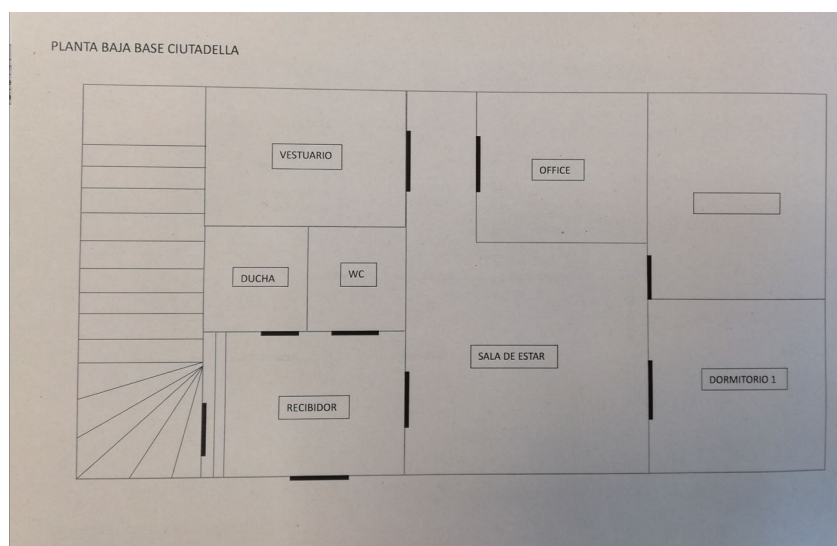 PLANTA BAJA BASE CIUTADELLA
VESTUARIO
OFFICE
DUCHA
WC
SALA DE ESTAR
DORMITORIO 1
RECIBIDOR